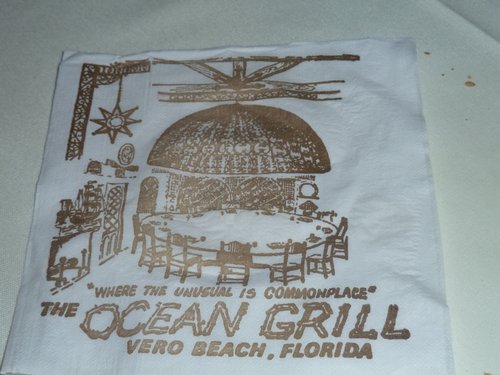 "WHERE THE UNUSUAL IS COMMONPLACE"
THE OCEAN GRILL
VERO BEACH, FLORIDA